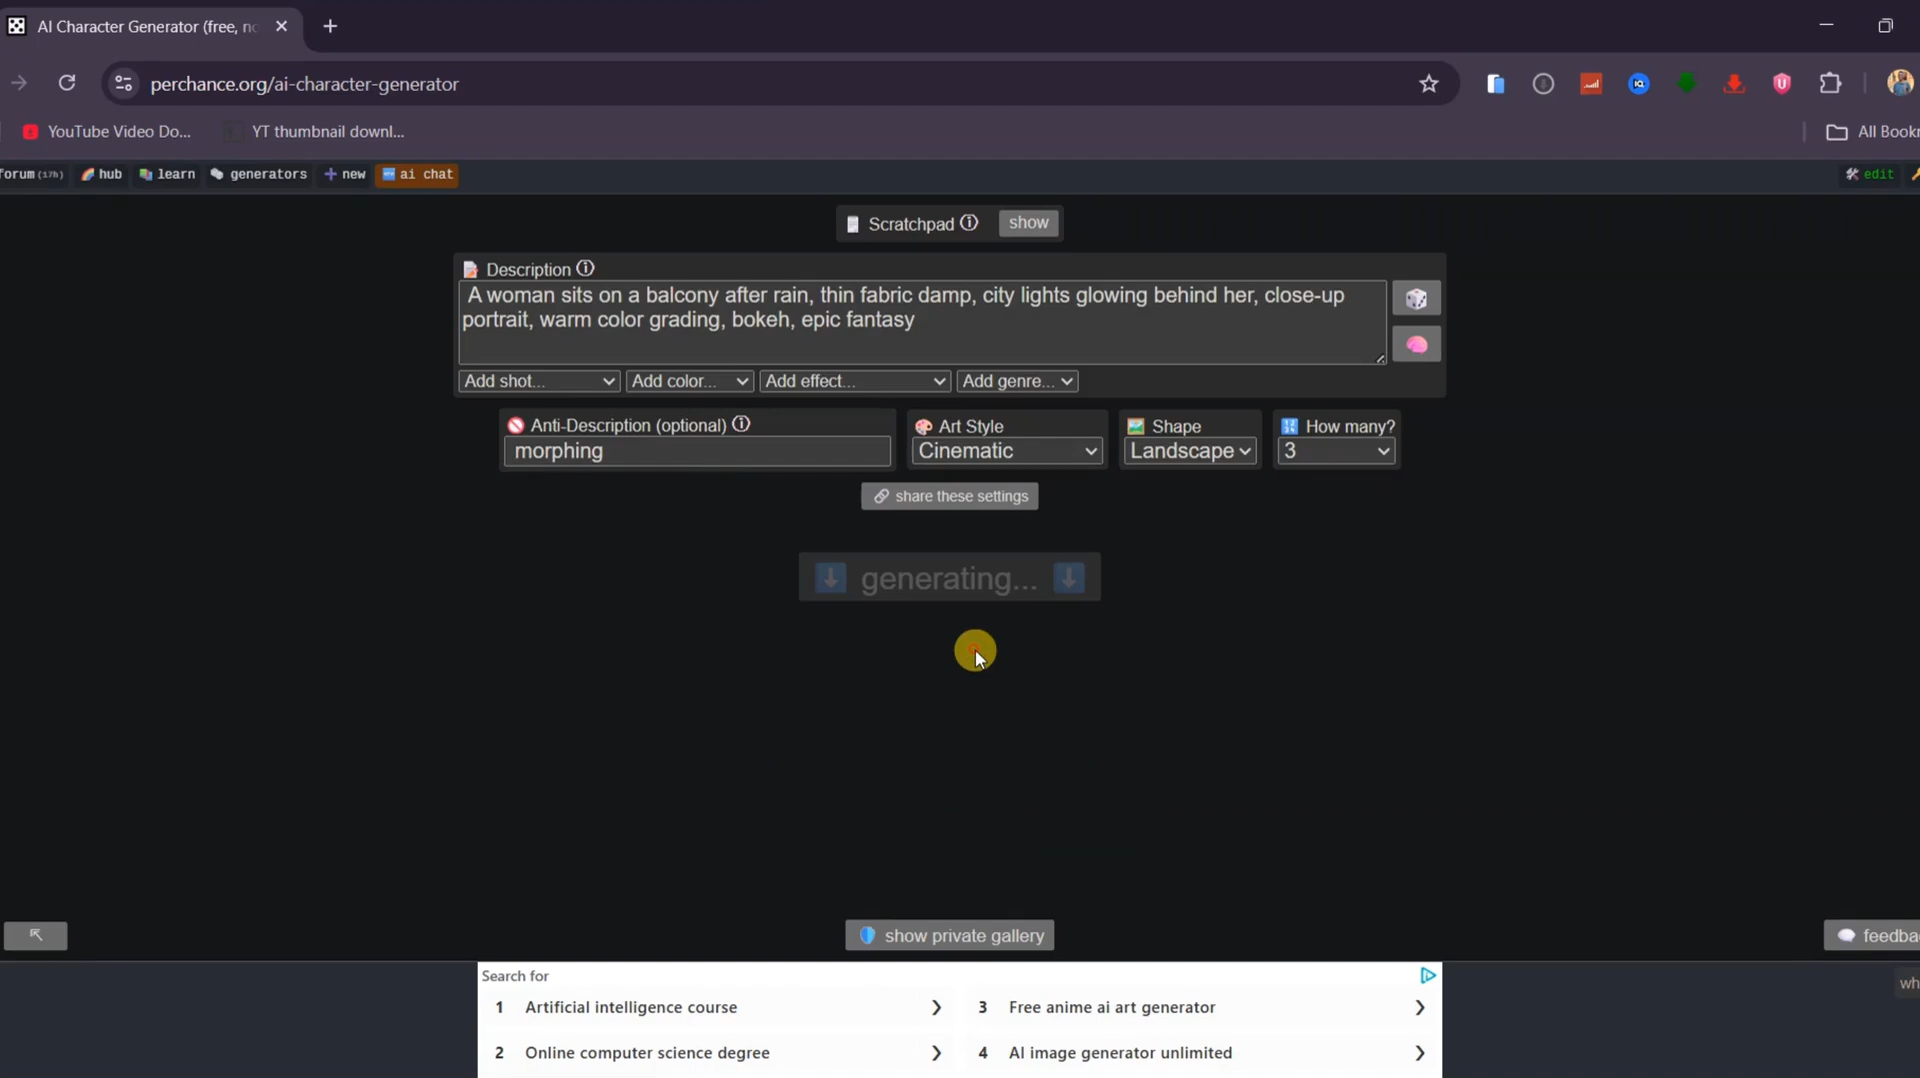 AI Character Generator (free, no
perchance.org/ai-character-generator
YouTube Video Do...
YT thumbnail downl...
All Bookm
forum(17h)
hub
learn
generators
new
ai chat
edit
Scratchpad
show
Description
A woman sits on a balcony after rain, thin fabric damp, city lights glowing behind her, close-up
portrait, warm color grading, bokeh, epic fantasy
Add shot...
Add color...
Add effect...
Add genre...
Anti-Description (optional)
Art Style
Shape
How many?
morphing
Cinematic
Landscape
3
share these settings
generating...
show private gallery
feedba
Search for
wh
1 Artificial intelligence course
3 Free anime ai art generator
2 Online computer science degree
4 AI image generator unlimited